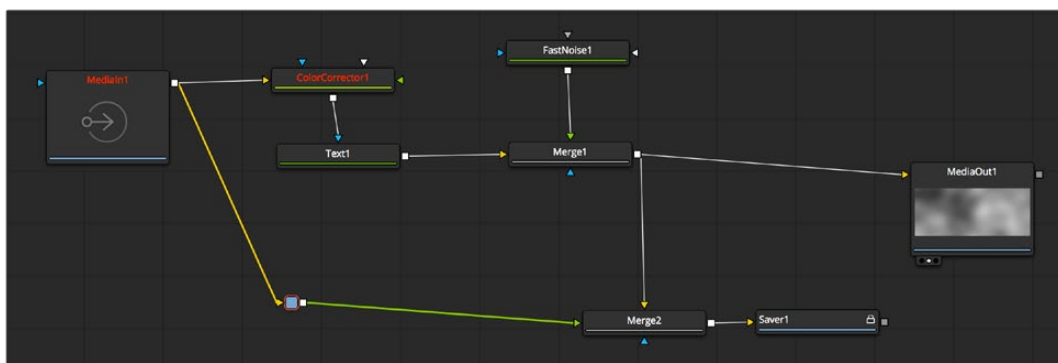 MediaIn1
ColorCorrector1
FastNoise1
Text1
Merge1
MediaOut1
Merge2
Saver1